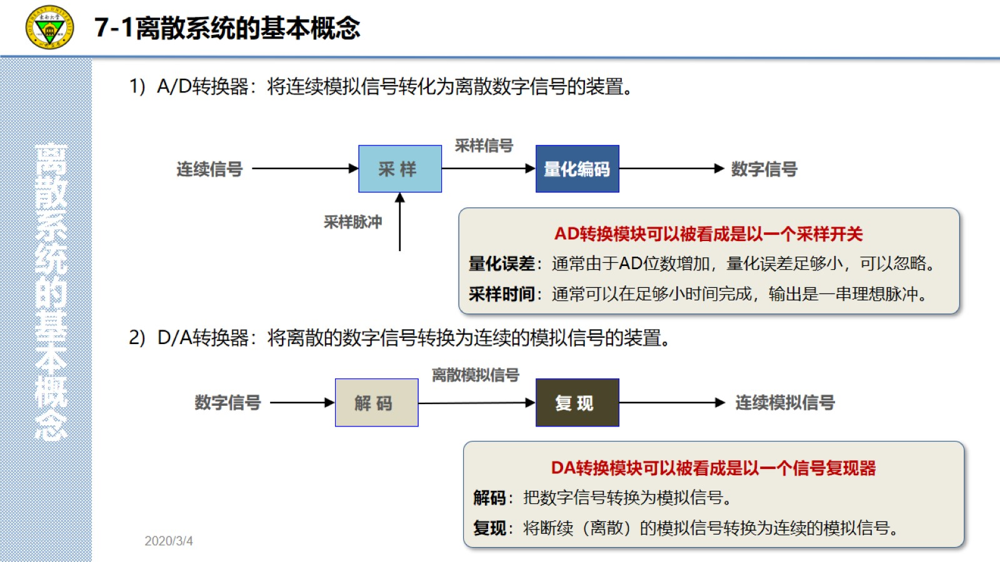 7-1离散系统的基本概念
离散系统的基本概念
1) A/D转换器：将连续模拟信号转化为离散数字信号的装置。
采样信号
连续信号
采 样
量化编码
数字信号
采样脉冲
AD转换模块可以被看成是以一个采样开关
量化误差：通常由于AD位数增加，量化误差足够小，可以忽略。
采样时间：通常可以在足够小时间完成，输出是一串理想脉冲。
2) D/A转换器：将离散的数字信号转换为连续的模拟信号的装置。
离散模拟信号
数字信号
解 码
复 现
连续模拟信号
DA转换模块可以被看成是以一个信号复现器
解码：把数字信号转换为模拟信号。
复现：将断续（离散）的模拟信号转换为连续的模拟信号。
2020/3/4